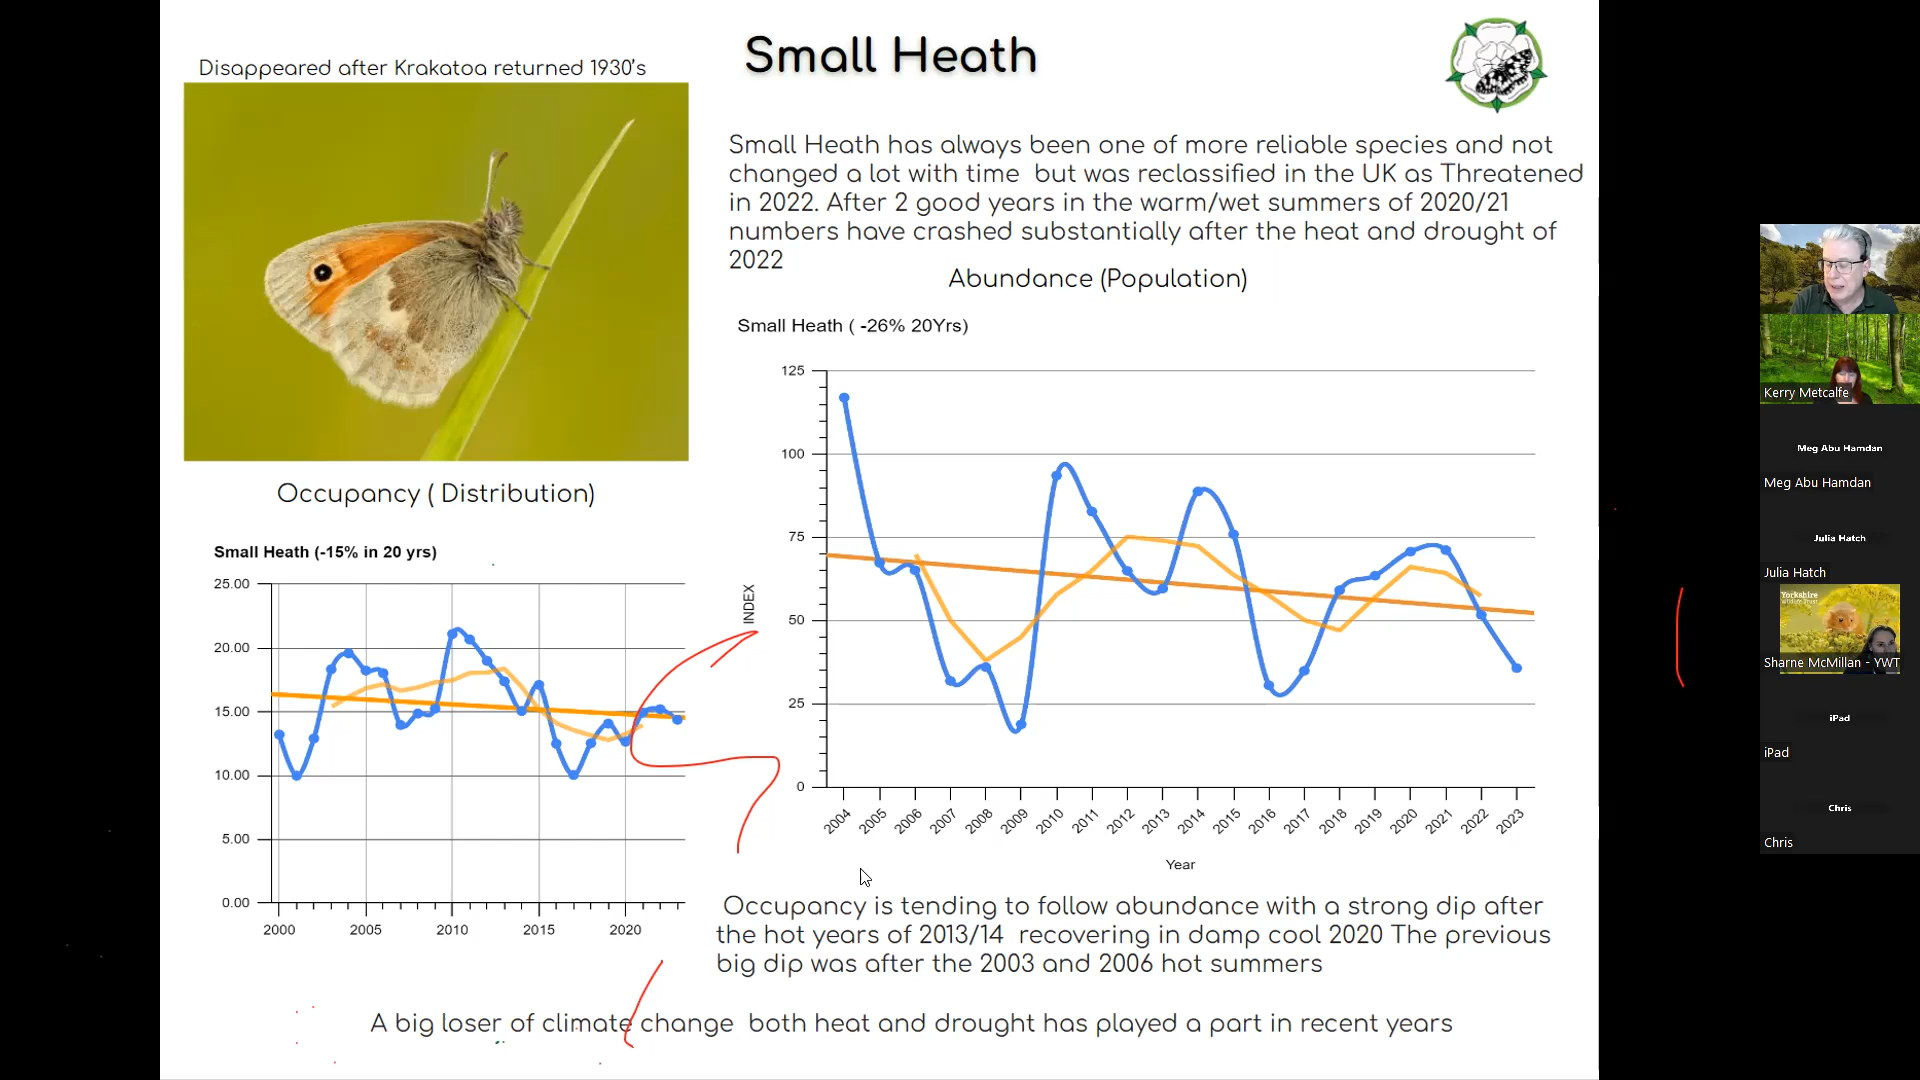 Disappeared after Krakatoa returned 1930's
Small Heath
Small Heath has always been one of more reliable species and not
changed a lot with time but was reclassified in the UK as Threatened
in 2022. After 2 good years in the warm/wet summers of 2020/21
numbers have crashed substantially after the heat and drought of
2022
Abundance (Population)
Small Heath ( -26% 20Yrs)
125
100
75
50
25
0
INDEX
2004
2005
2006
2007
2008
2009
2010
2011
2012
2013
2014
2015
2016
2017
2018
2019
2020
2021
2022
2023
Year
Occupancy ( Distribution)
Small Heath (-15% in 20 yrs)
25.00
20.00
15.00
10.00
5.00
0.00
2000
2005
2010
2015
2020
Occupancy is tending to follow abundance with a strong dip after
the hot years of 2013/14 recovering in damp cool 2020 The previous
big dip was after the 2003 and 2006 hot summers
A big loser of climate change both heat and drought has played a part in recent years
Kerry Metcalfe
Meg Abu Hamdan
Meg Abu Hamdan
Julia Hatch
Julia Hatch
Yorkshire
Wildlife Trust
Sharne McMillan - YWT
iPad
iPad
Chris
Chris